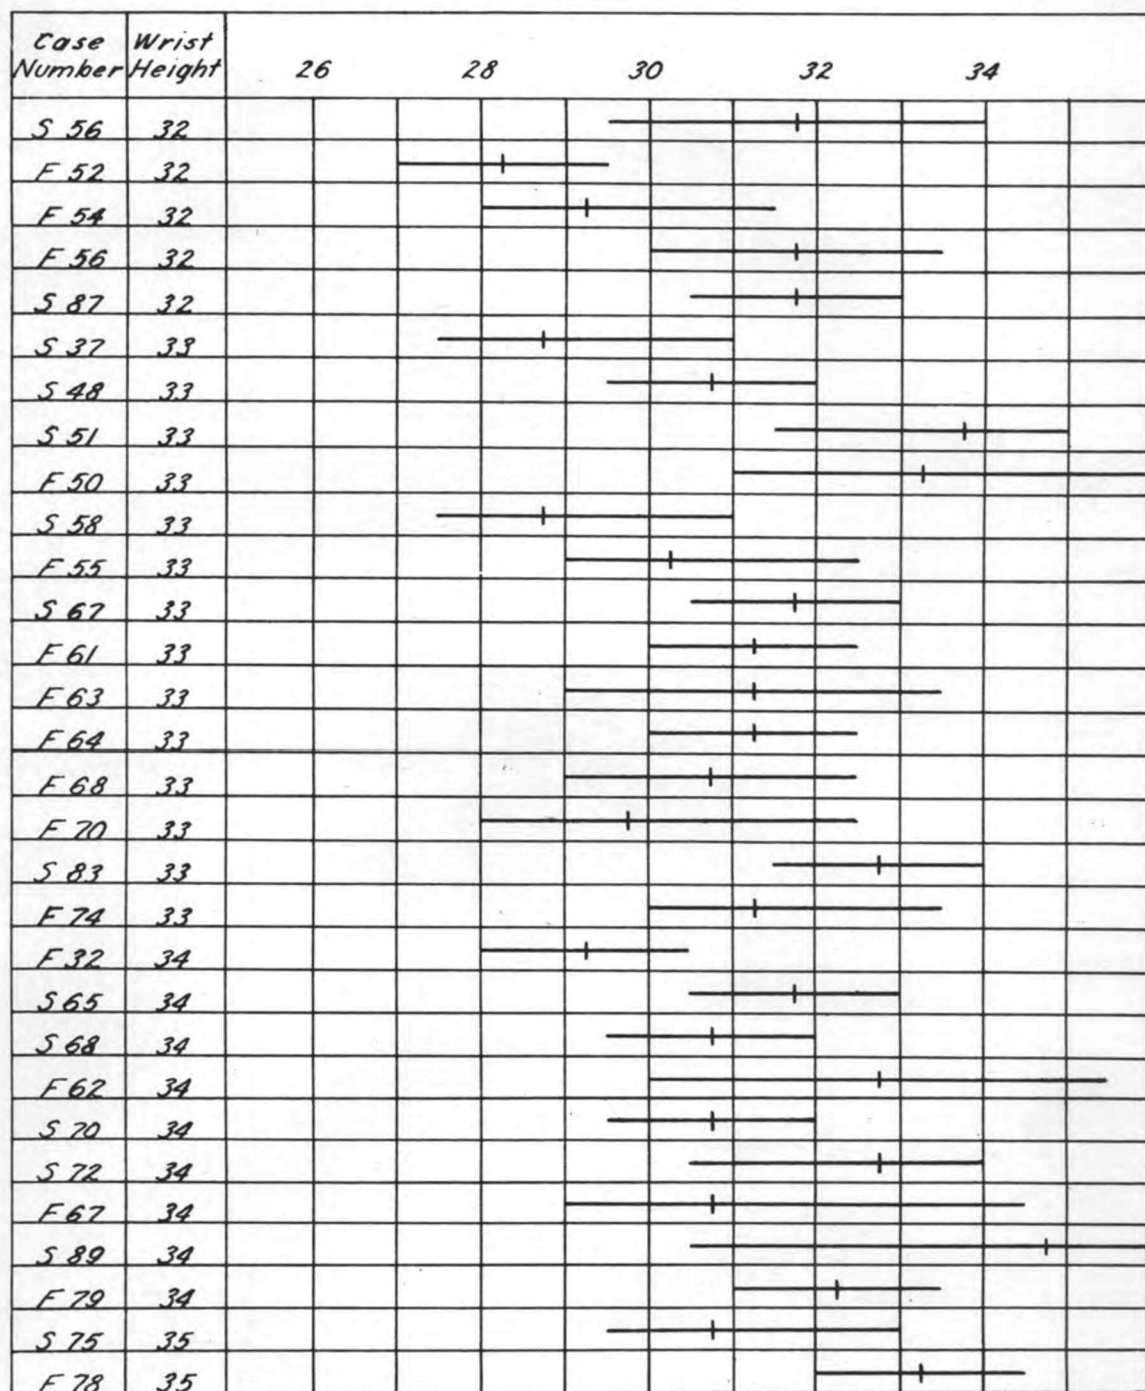 Case Number Wrist Height 26 28 30 32 34
S 56 32
F 52 32
F 54 32
F 56 32
S 87 32
S 37 33
S 48 33
S 51 33
F 50 33
S 58 33
F 55 33
S 67 33
F 61 33
F 63 33
F 64 33
F 68 33
F 70 33
S 83 33
F 74 33
F 32 34
S 65 34
S 68 34
F 62 34
S 70 34
S 72 34
F 67 34
S 89 34
F 79 34
S 75 35
F 78 35